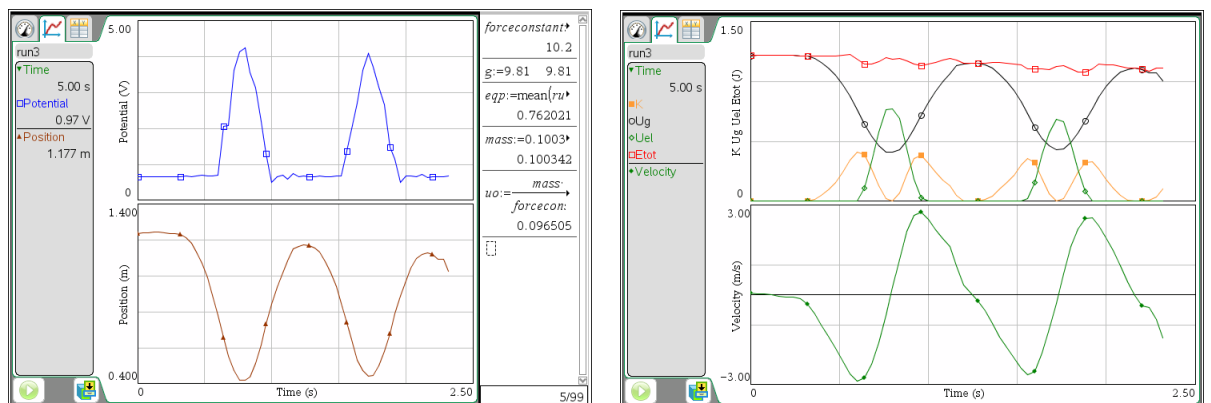 run3
Time
5.00 s
Potential
0.97 V
Position
1.177 m
5.00
Potential (V)
0
1.400
Position (m)
0.400
0
Time (s)
2.50
forceconstant
10.2
g:=9.81 9.81
eqp:=mean(ru
0.762021
mass:=0.1003
0.100342
uo:= mass·
forcecon:
0.096505
5/99
run3
Time
5.00 s
K
Ug
Uel
Etot
Velocity
1.50
K Ug Uel Etot (J)
0
3.00
Velocity (m/s)
-3.00
0
Time (s)
2.50